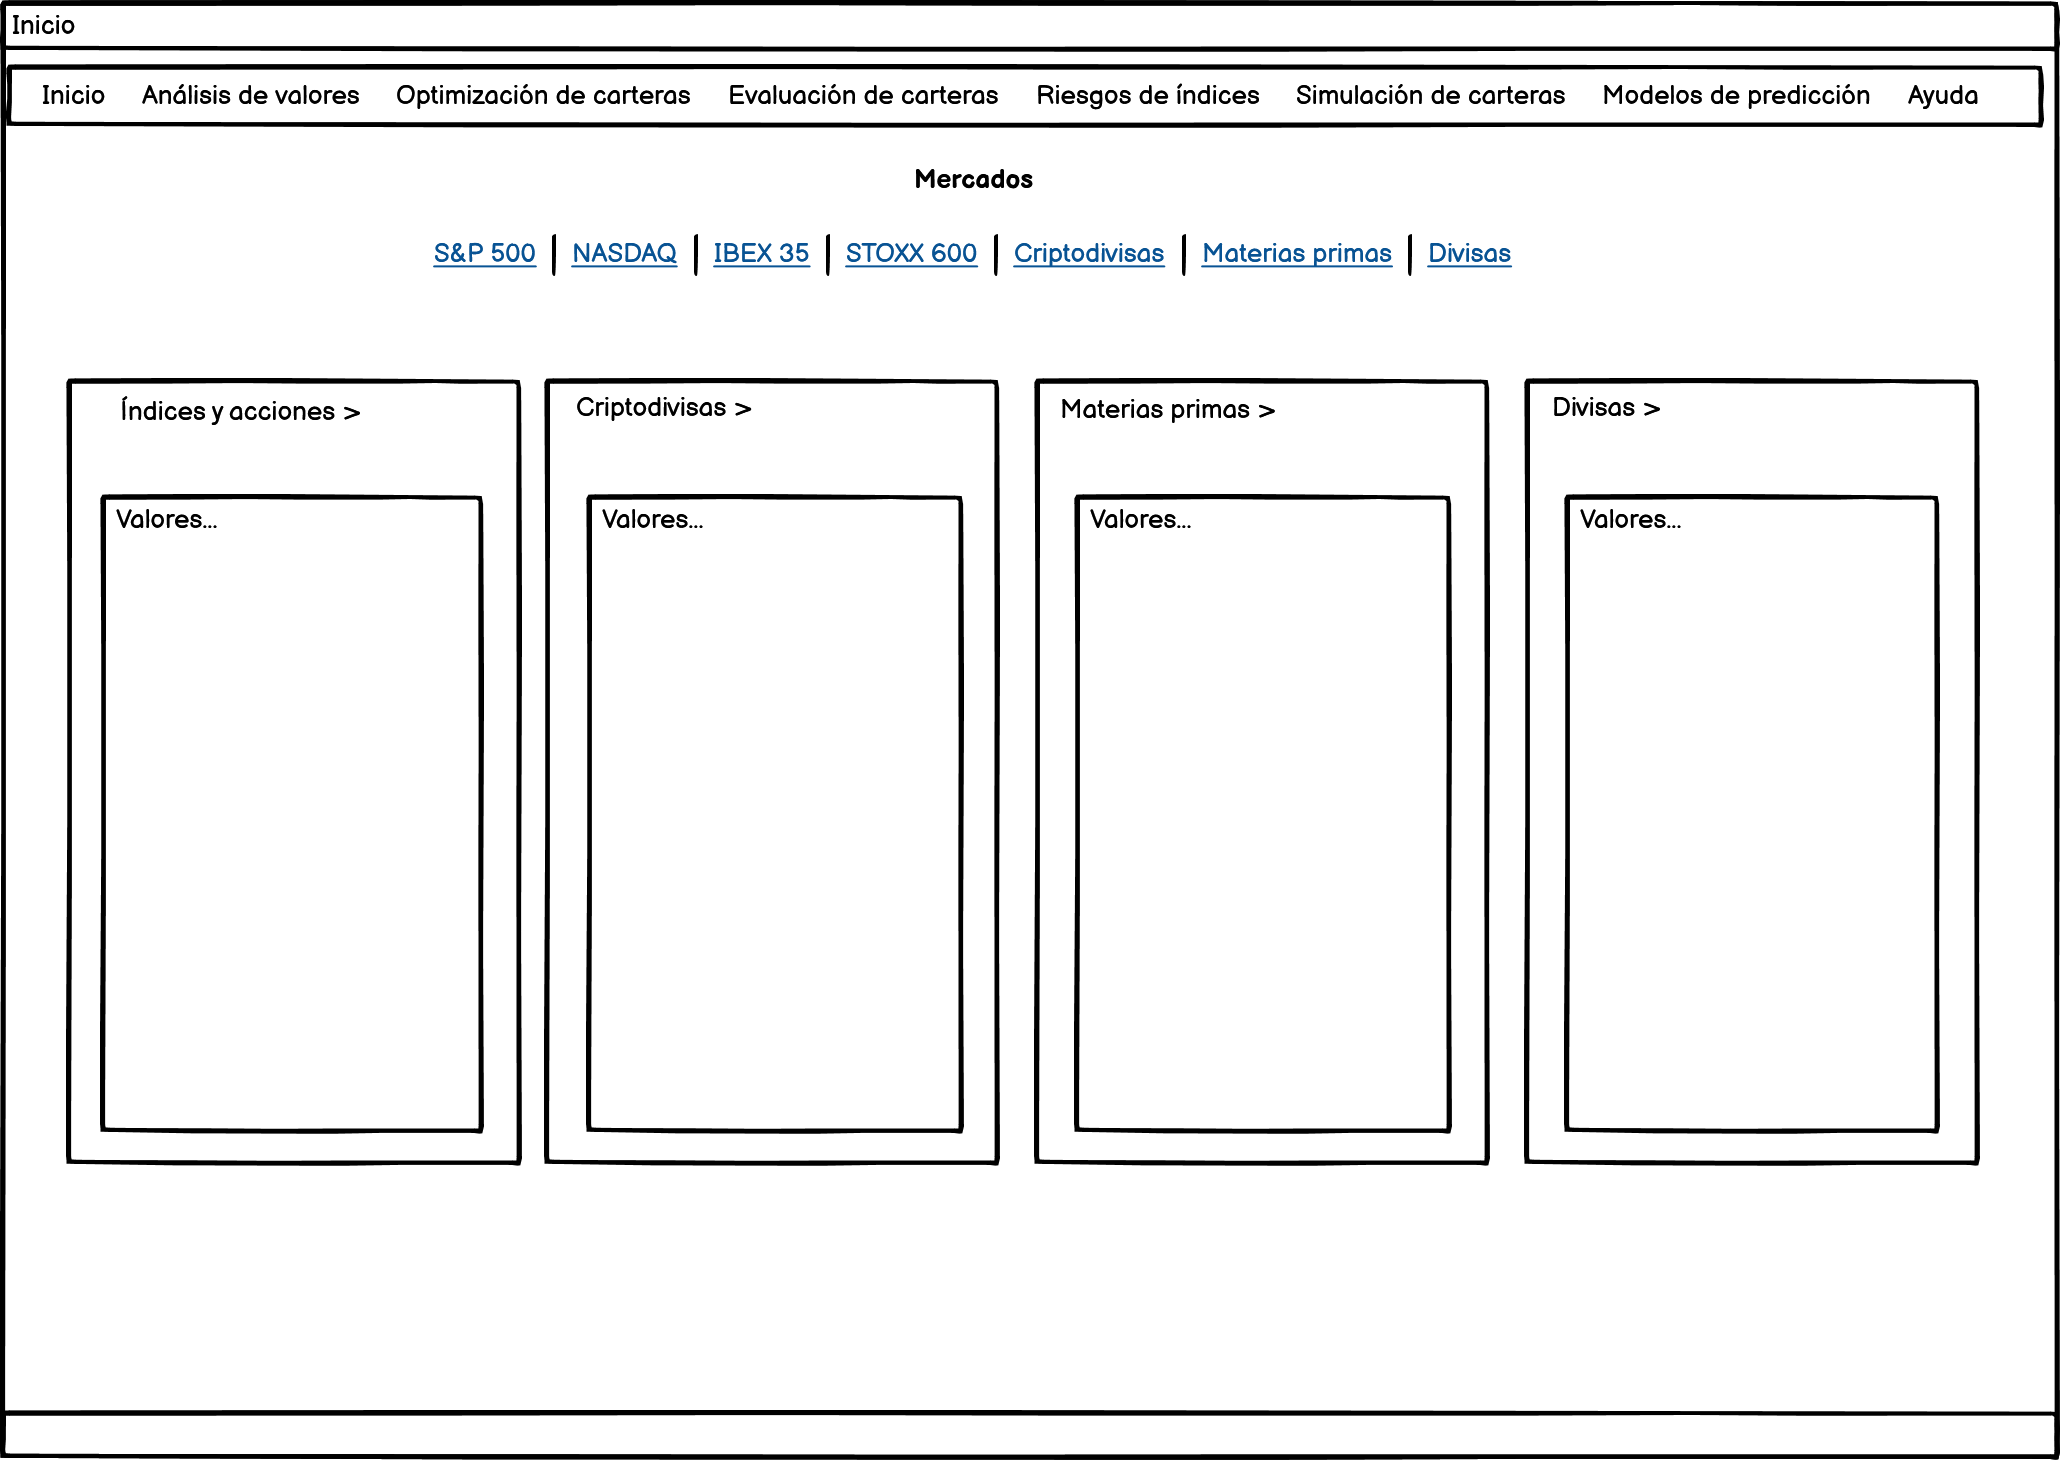 Inicio
Inicio Análisis de valores Optimización de carteras Evaluación de carteras Riesgos de índices Simulación de carteras Modelos de predicción Ayuda
Mercados
S&P 500 | NASDAQ | IBEX 35 | STOXX 600 | Criptodivisas | Materias primas | Divisas
Índices y acciones >
Valores...
Criptodivisas >
Valores...
Materias primas >
Valores...
Divisas >
Valores...